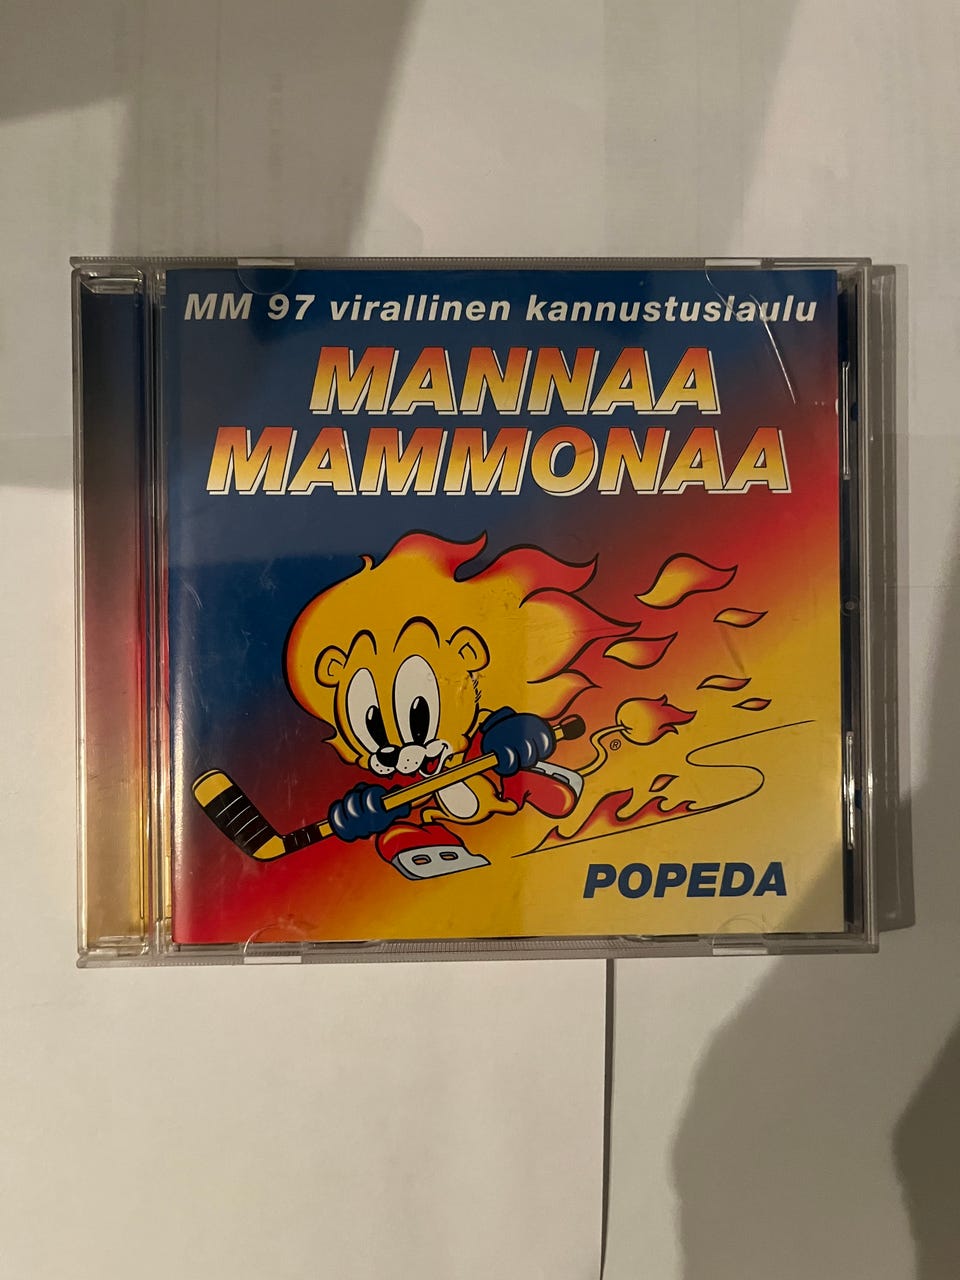 MM 97 virallinen kannustuslaulu
MANNAA
MAMMONAA
®
POPEDA